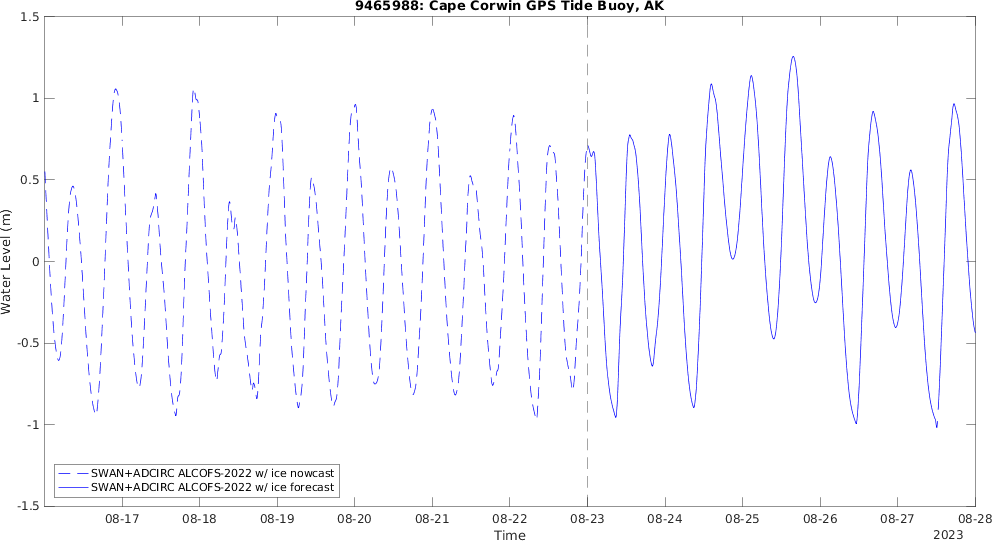 9465988: Cape Corwin GPS Tide Buoy, AK
1.5
1
0.5
0
-0.5
-1
-1.5
Water Level (m)
SWAN+ADCIRC ALCOFS-2022 w/ ice nowcast
SWAN+ADCIRC ALCOFS-2022 w/ ice forecast
08-17 08-18 08-19 08-20 08-21 08-22 08-23 08-24 08-25 08-26 08-27 08-28
Time
2023